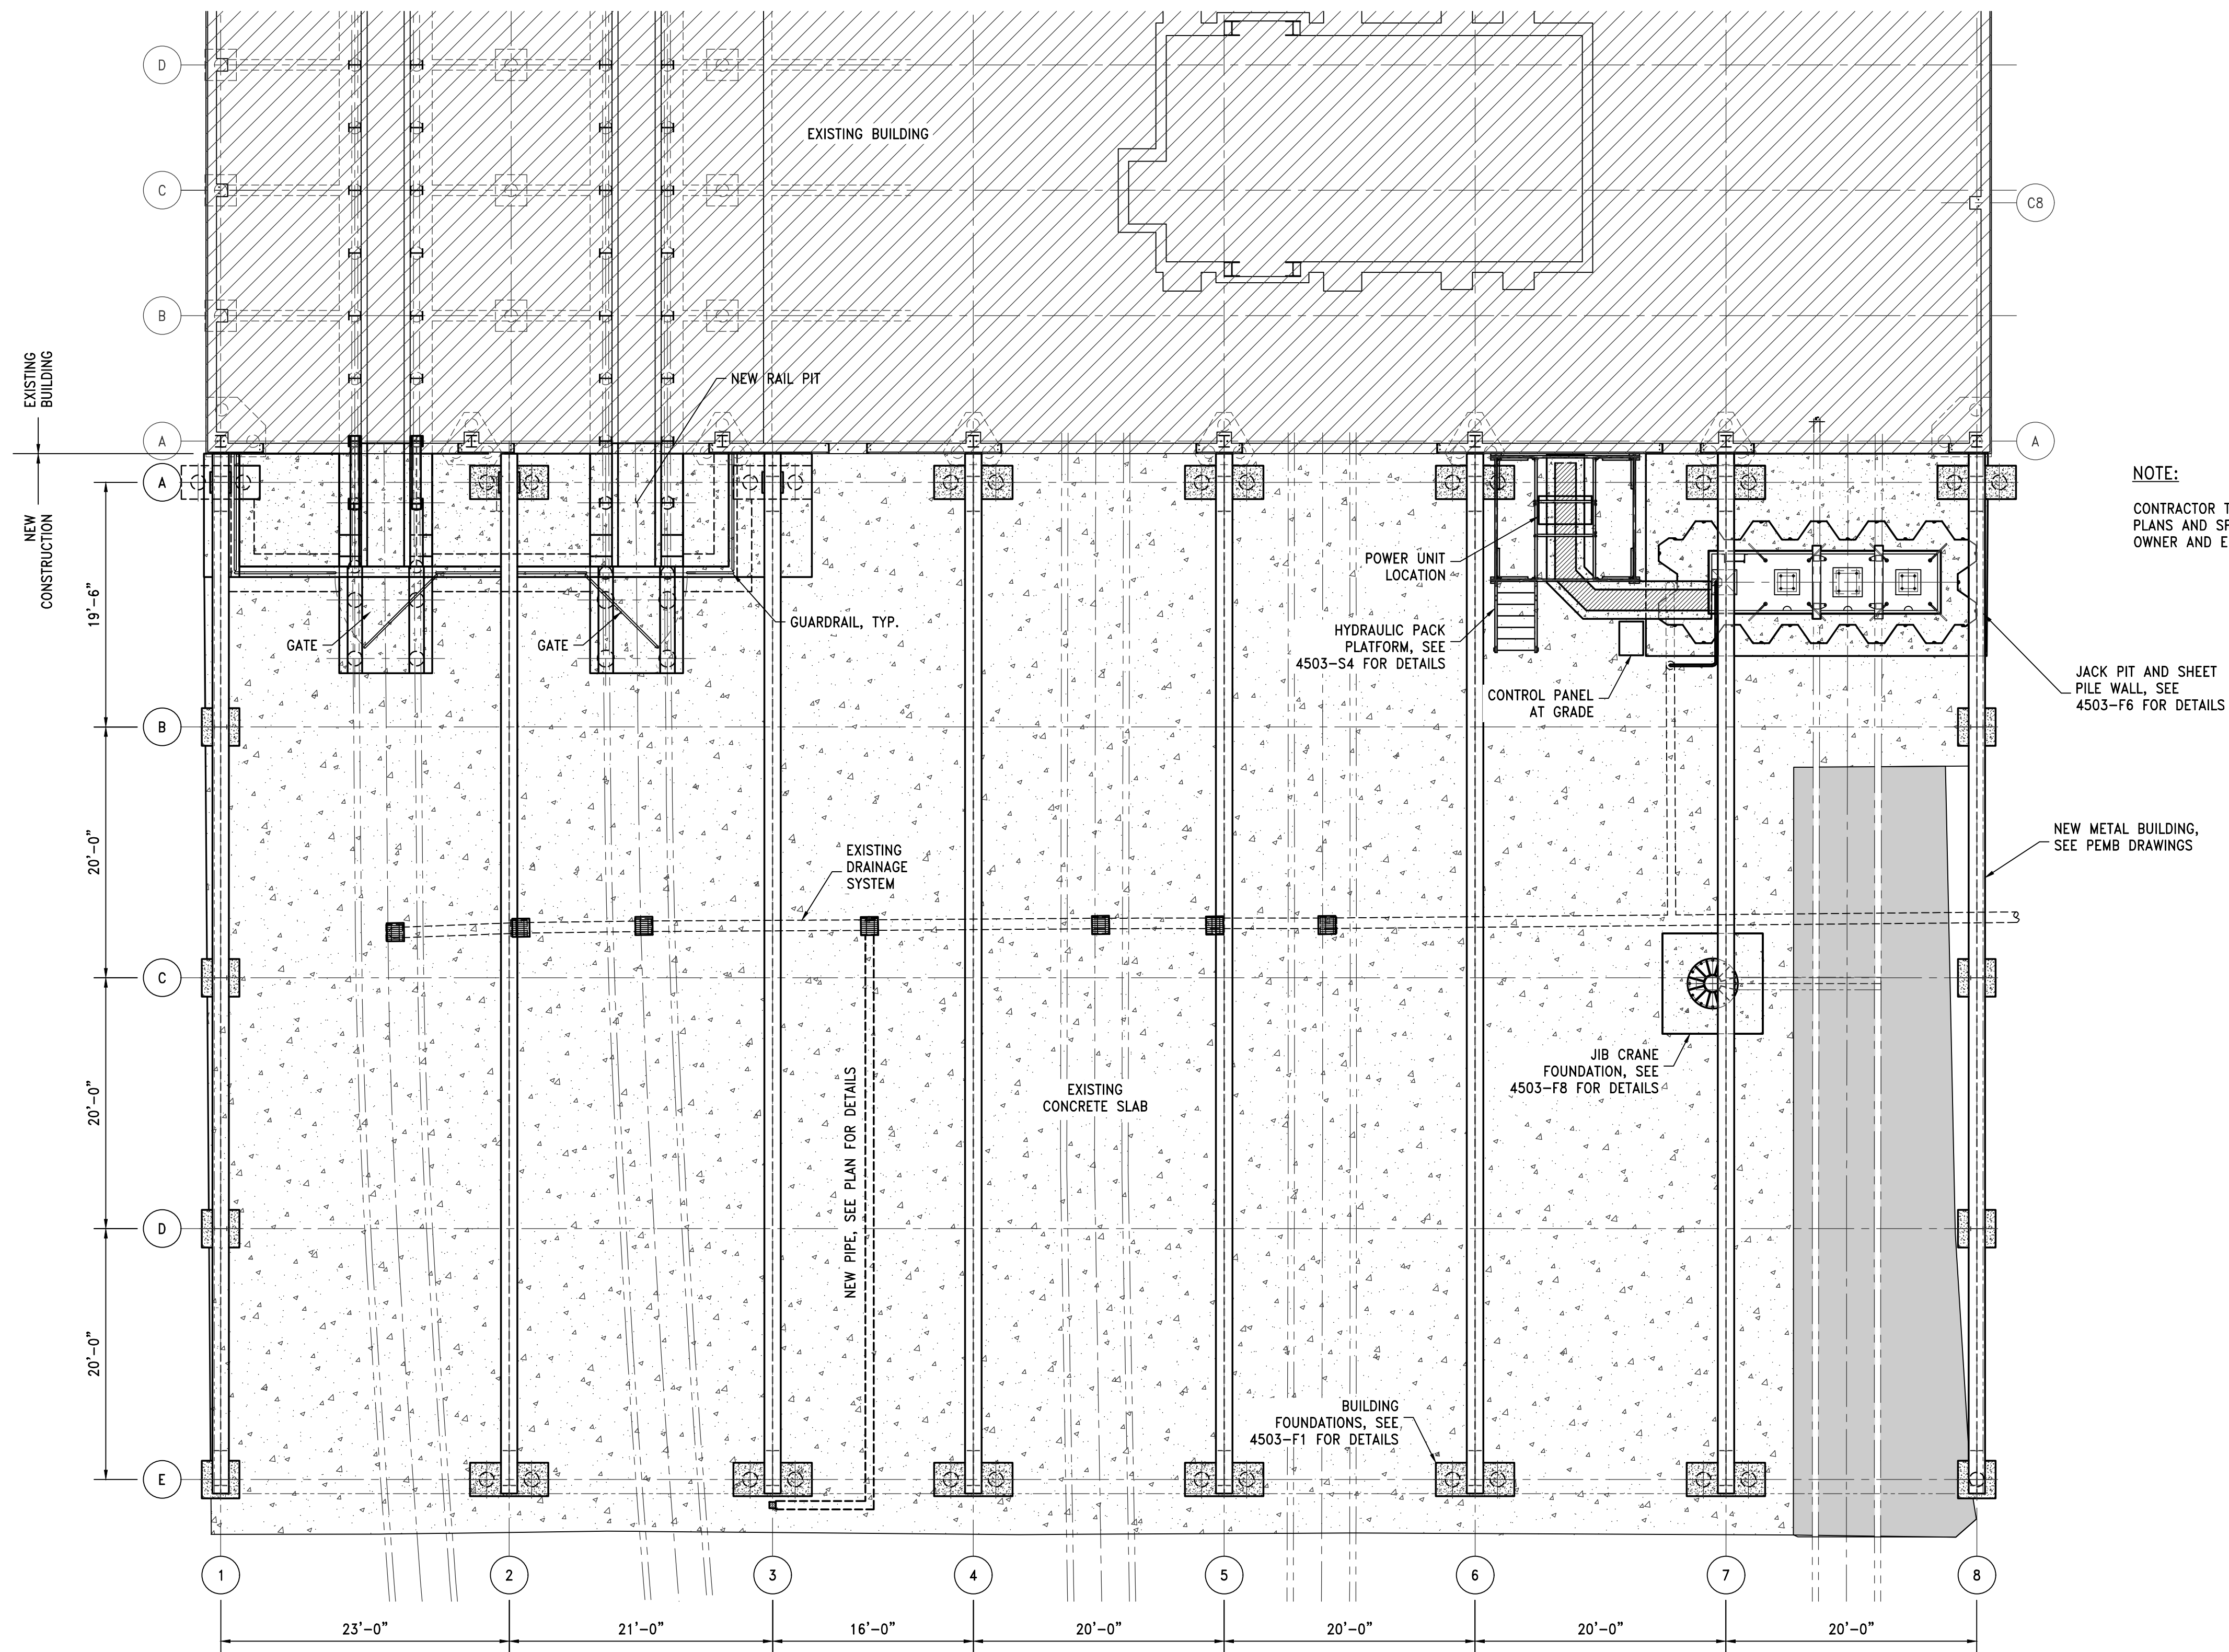 D
EXISTING BUILDING
C
C8
B
EXISTING
BUILDING
NEW RAIL PIT
A
A
A
NEW
CONSTRUCTION
NOTE:
CONTRACTOR
PLANS AND
OWNER AND
POWER UNIT
LOCATION
19'-6"
GUARDRAIL, TYP.
GATE
GATE
HYDRAULIC PACK
PLATFORM, SEE
4503-S4 FOR DETAILS
JACK PIT AND SHEET
PILE WALL, SEE
4503-F6 FOR DETAILS
CONTROL PANEL
AT GRADE
B
NEW METAL BUILDING,
SEE PEMB DRAWINGS
20'-0"
EXISTING
DRAINAGE
SYSTEM
C
JIB CRANE
FOUNDATION, SEE
4503-F8 FOR DETAILS
20'-0"
EXISTING
CONCRETE SLAB
NEW PIPE, SEE PLAN FOR DETAILS
D
20'-0"
BUILDING
FOUNDATIONS, SEE
4503-F1 FOR DETAILS
E
1
2
3
4
5
6
7
8
23'-0"
21'-0"
16'-0"
20'-0"
20'-0"
20'-0"
20'-0"